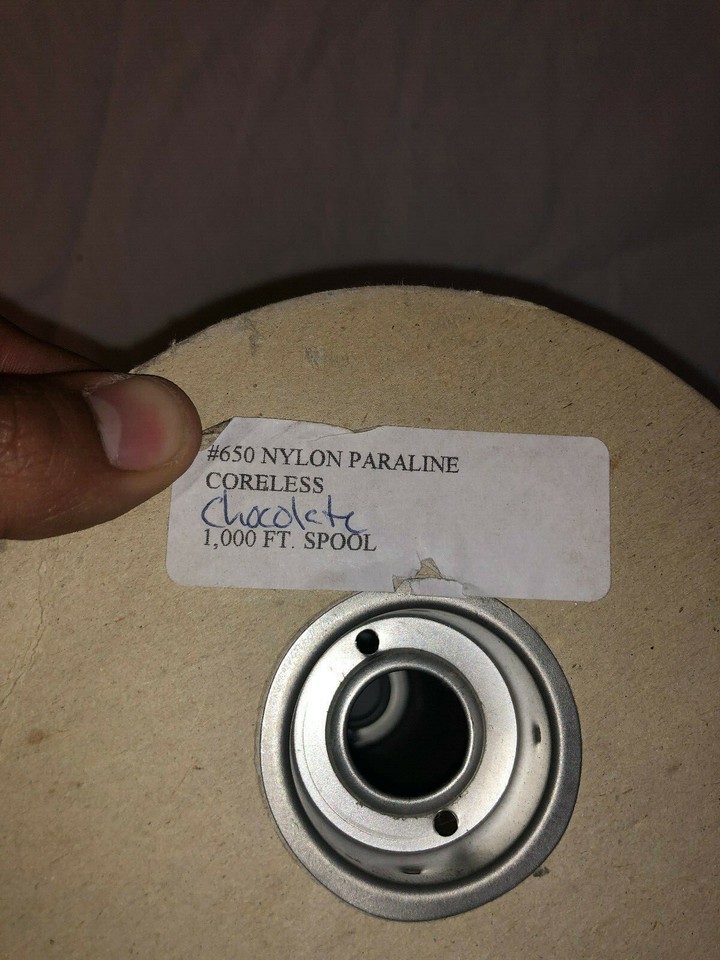 #650 NYLON PARALINE
CORELESS
Chocolate
1,000 FT. SPOOL